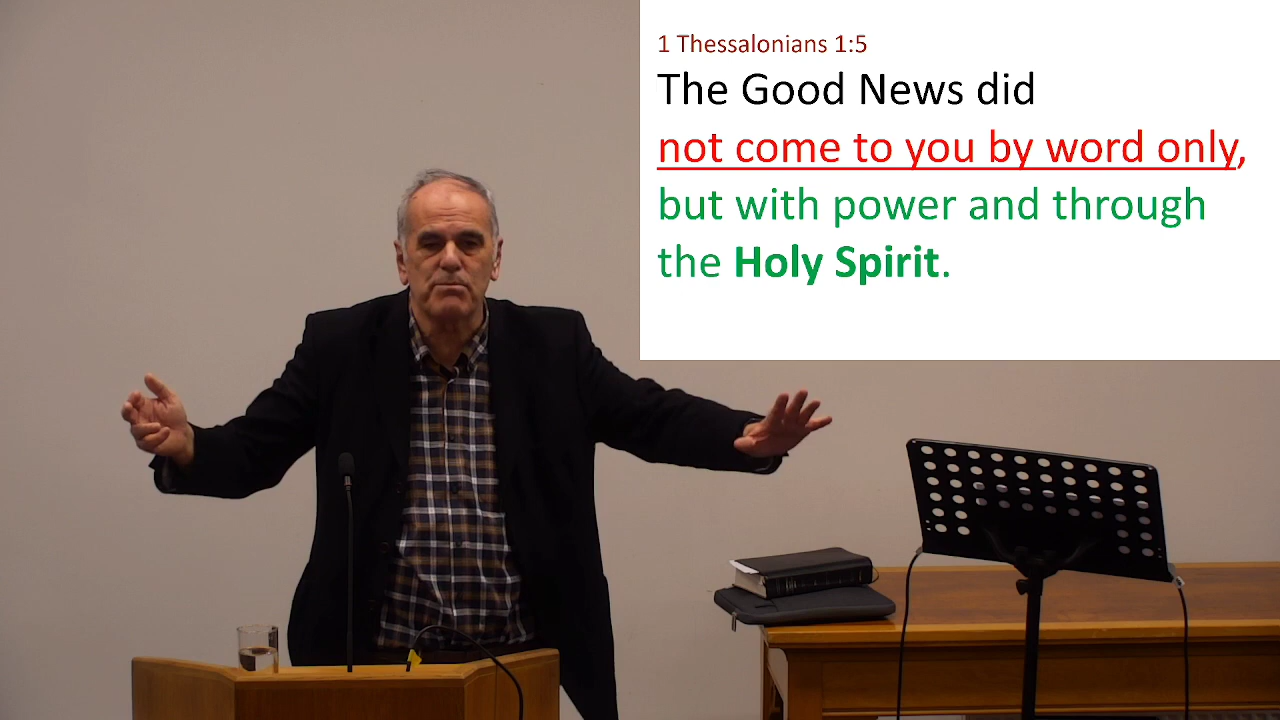 1 Thessalonians 1:5
The Good News did
not come to you by word only,
but with power and through
the Holy Spirit.